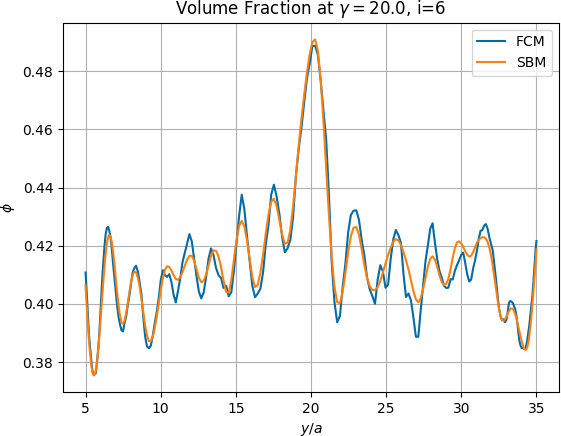 Volume Fraction at γ = 20.0, i=6
FCM
SBM
0.48
0.46
0.44
0.42
0.40
0.38
ϕ
5 10 15 20 25 30 35
y/a